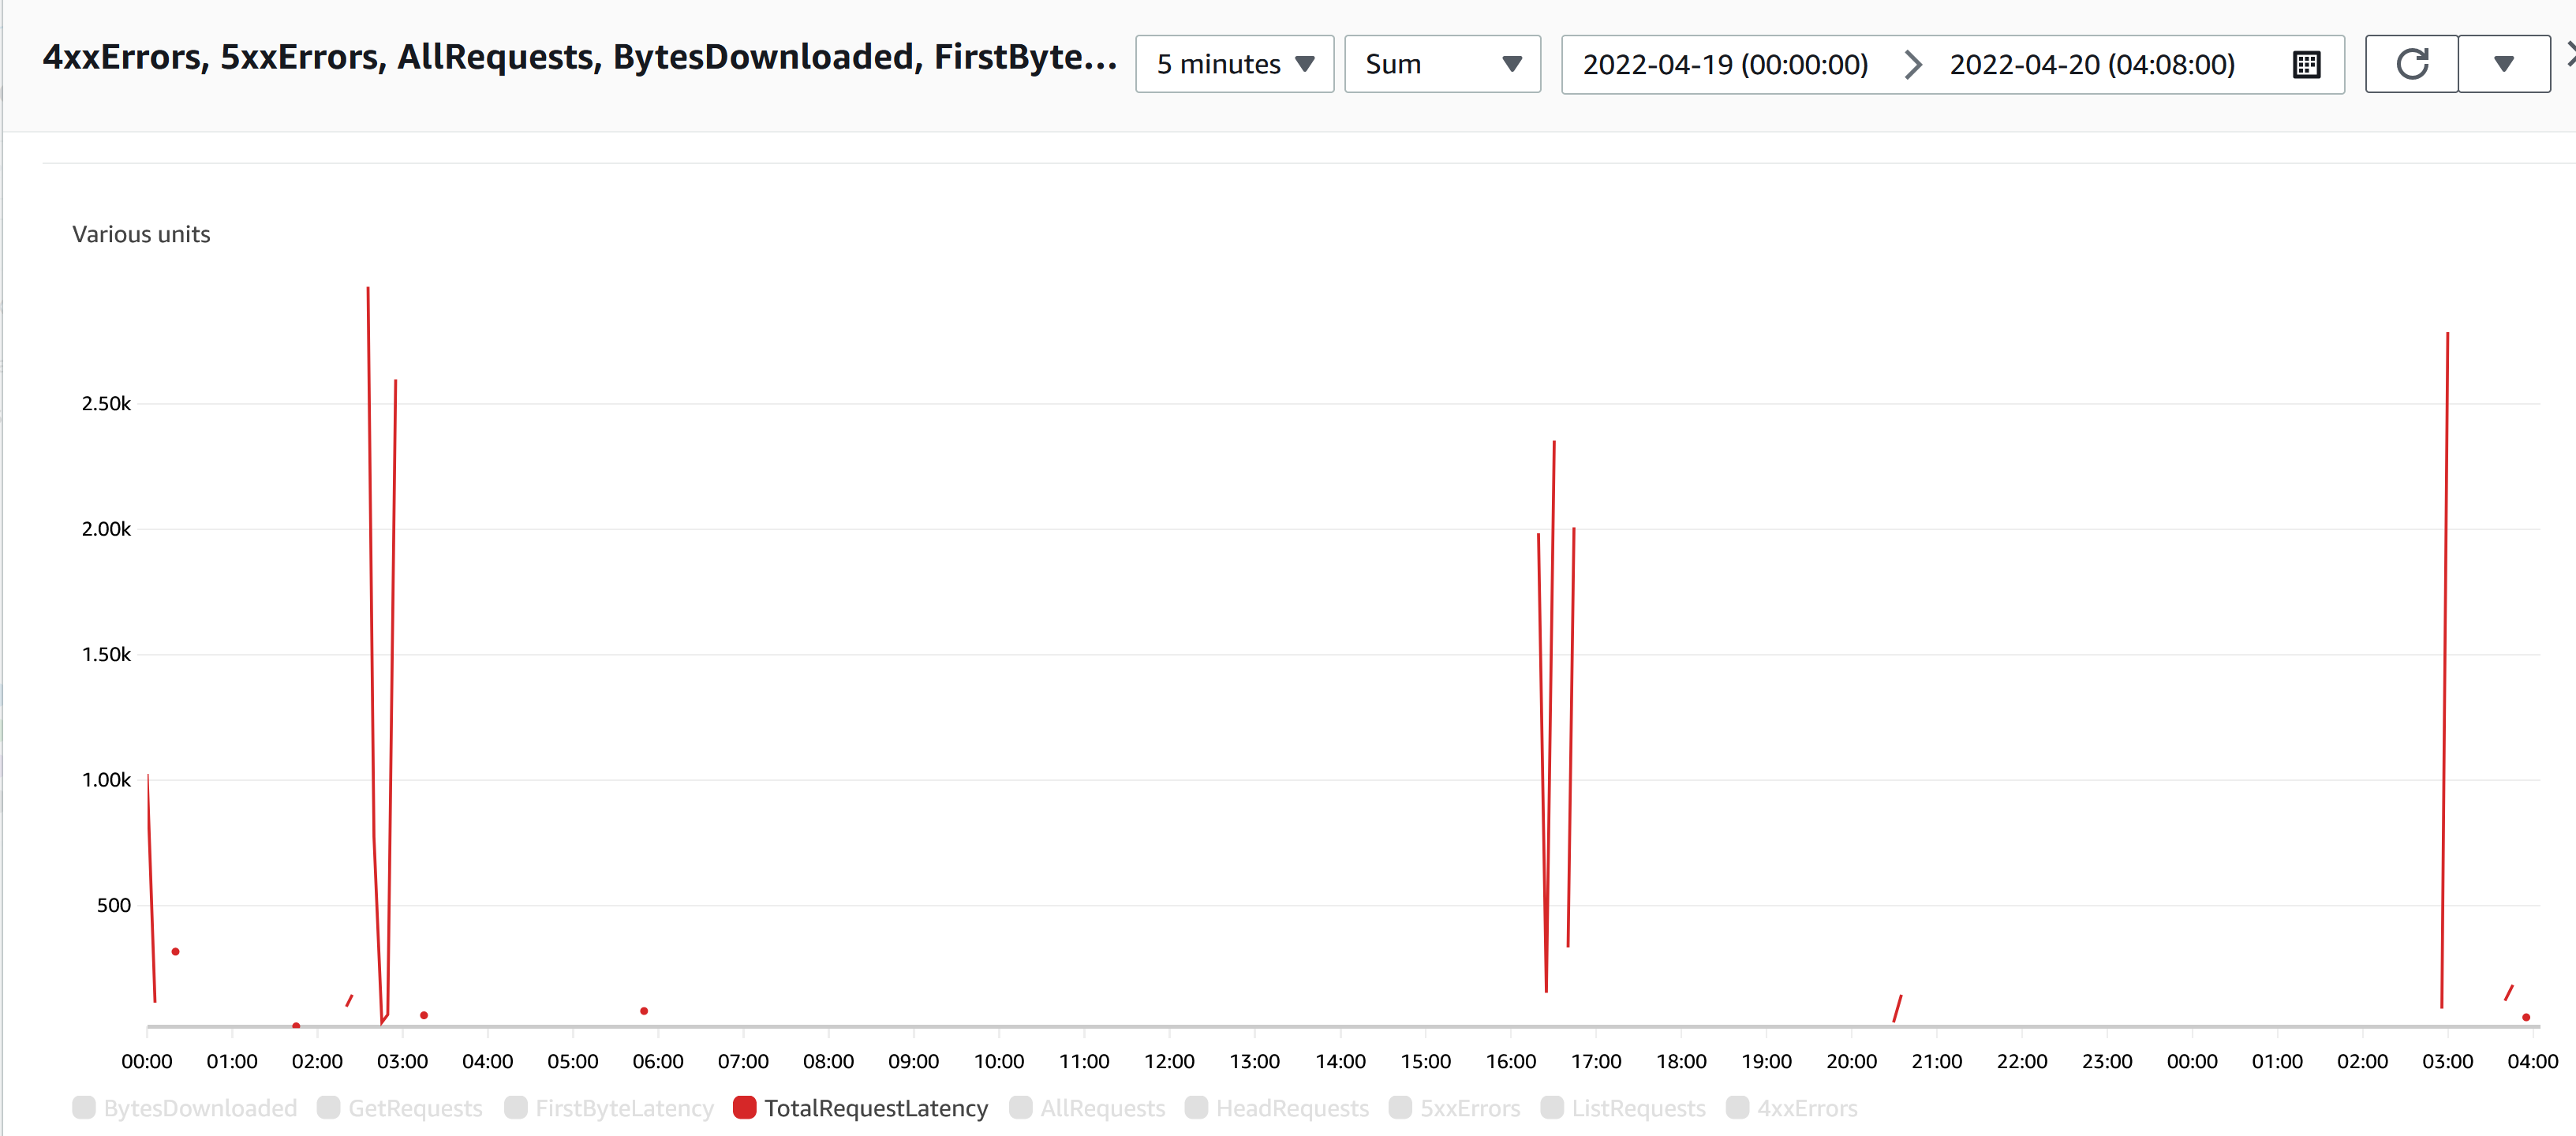 4xxErrors, 5xxErrors, AllRequests, BytesDownloaded, FirstByte... 5 minutes Sum 2022-04-19 (00:00:00) 2022-04-20 (04:08:00)
Various units
2.50k
2.00k
1.50k
1.00k
500
00:00 01:00 02:00 03:00 04:00 05:00 06:00 07:00 08:00 09:00 10:00 11:00 12:00 13:00 14:00 15:00 16:00 17:00 18:00 19:00 20:00 21:00 22:00 23:00 00:00 01:00 02:00 03:00 04:00
BytesDownloaded GetRequests FirstByteLatency TotalRequestLatency AllRequests HeadRequests 5xxErrors ListRequests 4xxErrors